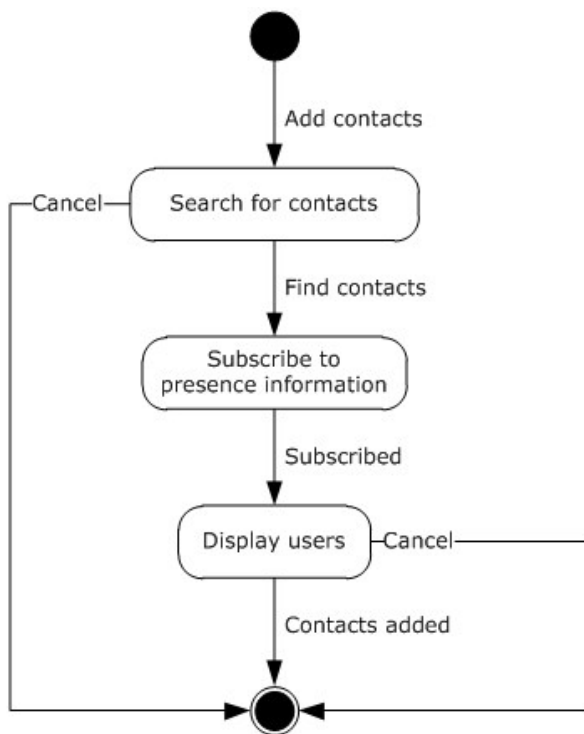 Add contacts
Cancel
Search for contacts
Find contacts
Subscribe to
presence information
Subscribed
Display users
Cancel
Contacts added